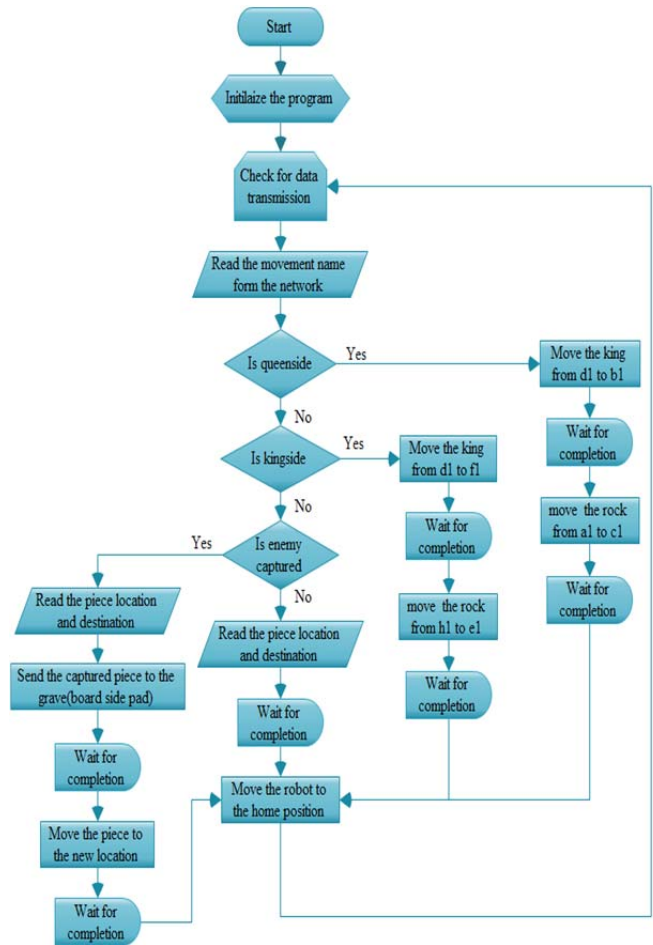 Start
Initilaize the program
Check for data
transmission
Read the movement name
form the network
Is queenside
Yes
Move the king
from d1 to b1
Wait for
completion
move the rock
from a1 to c1
Wait for
completion
No
Is kingside
Yes
Move the king
from d1 to f1
Wait for
completion
move the rock
from h1 to e1
Wait for
completion
No
Is enemy
captured
Yes
Read the piece location
and destination
Send the captured piece to the
grave(board side pad)
Wait for
completion
Move the piece to
the new location
Wait for
completion
No
Read the piece location
and destination
Wait for
completion
Move the robot to
the home position